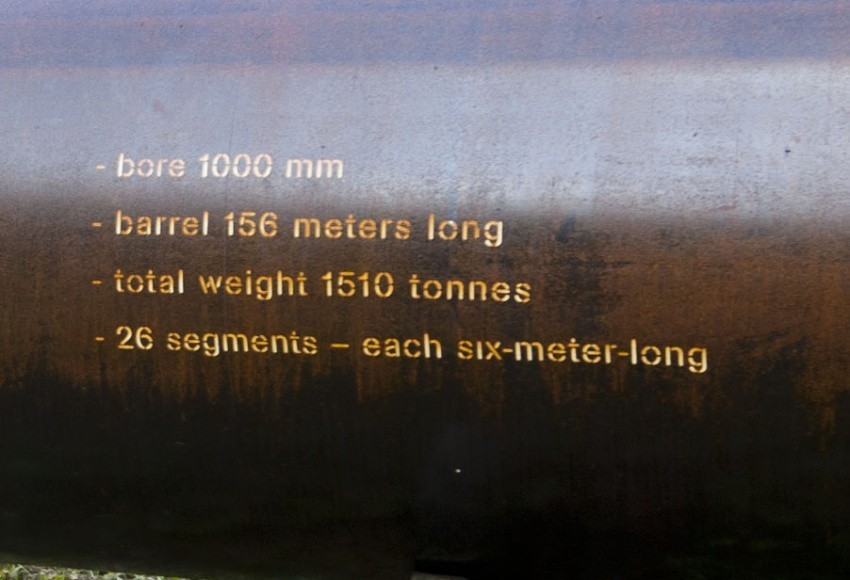 - bore 1000 mm
- barrel 156 meters long
- total weight 1510 tonnes
- 26 segments – each six-meter-long